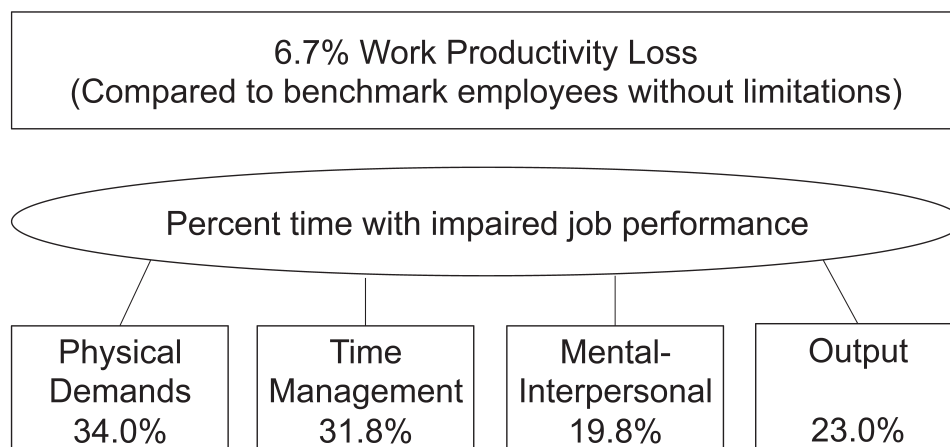 6.7% Work Productivity Loss
(Compared to benchmark employees without limitations)
Percent time with impaired job performance
Physical
Demands
34.0%
Time
Management
31.8%
Mental-
Interpersonal
19.8%
Output
23.0%